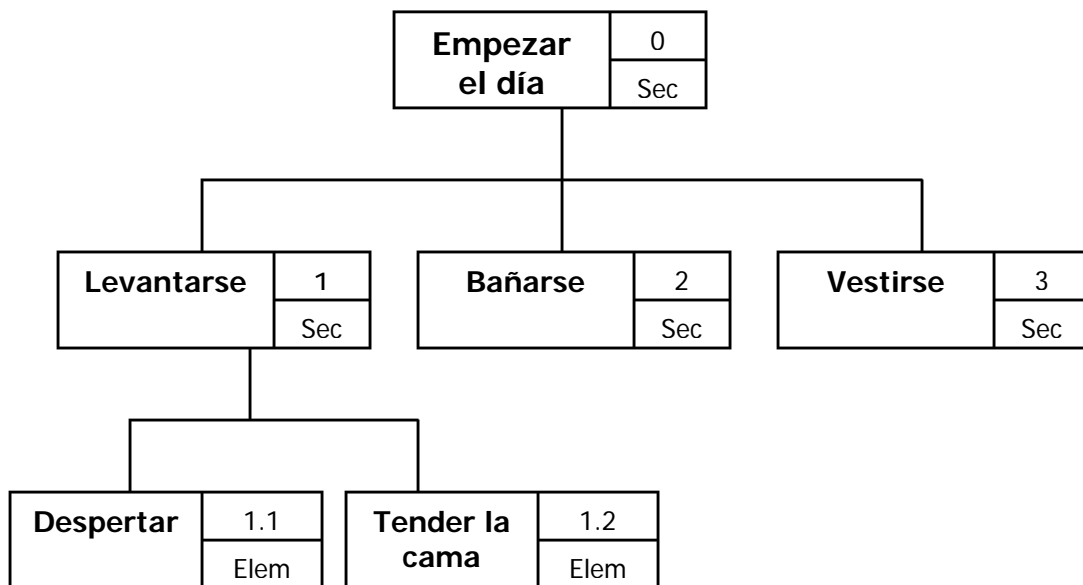 Empezar
el día
0
Sec
Levantarse
1
Sec
Bañarse
2
Sec
Vestirse
3
Sec
Despertar
1.1
Elem
Tender la
cama
1.2
Elem